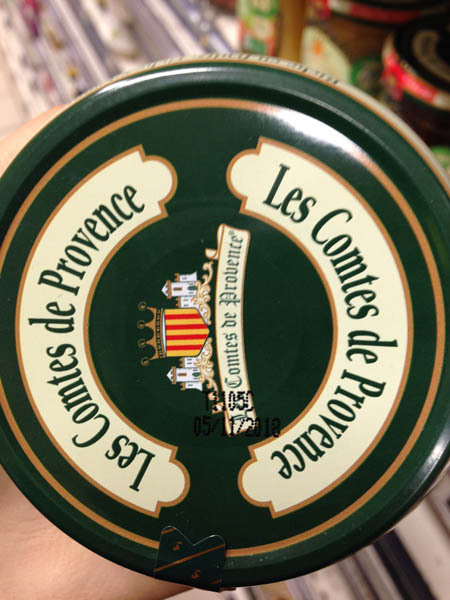 Les Comtes de Provence
Les Comtes de Provence
Comtes de Provence®
05/11/2018